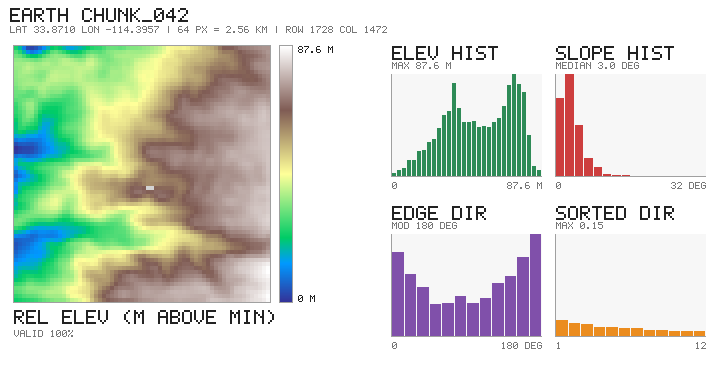 EARTH CHUNK_042
LAT 33.8710 LON -114.3957 | 64 PX = 2.56 KM | ROW 1728 COL 1472
87.6 M
0 M
REL ELEV (M ABOVE MIN)
VALID 100%
ELEV HIST
MAX 87.6 M
0 87.6 M
SLOPE HIST
MEDIAN 3.0 DEG
0 32 DEG
EDGE DIR
MOD 180 DEG
0 180 DEG
SORTED DIR
MAX 0.15
1 12